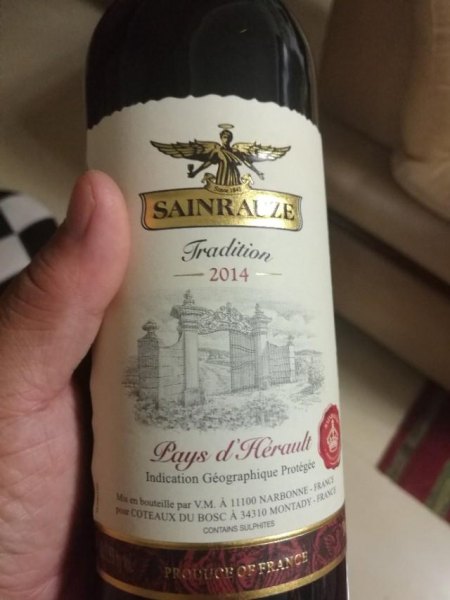 Since 1841
SAINRAUZE
Tradition
2014
Pays d'Hérault
Indication Géographique Protégée
Mis en bouteille par V.M. À 11100 NARBONNE - FRANCE
pour COTEAUX DU BOSC À 34310 MONTADY - FRANCE
CONTAINS SULPHITES
PRODUCE OF FRANCE